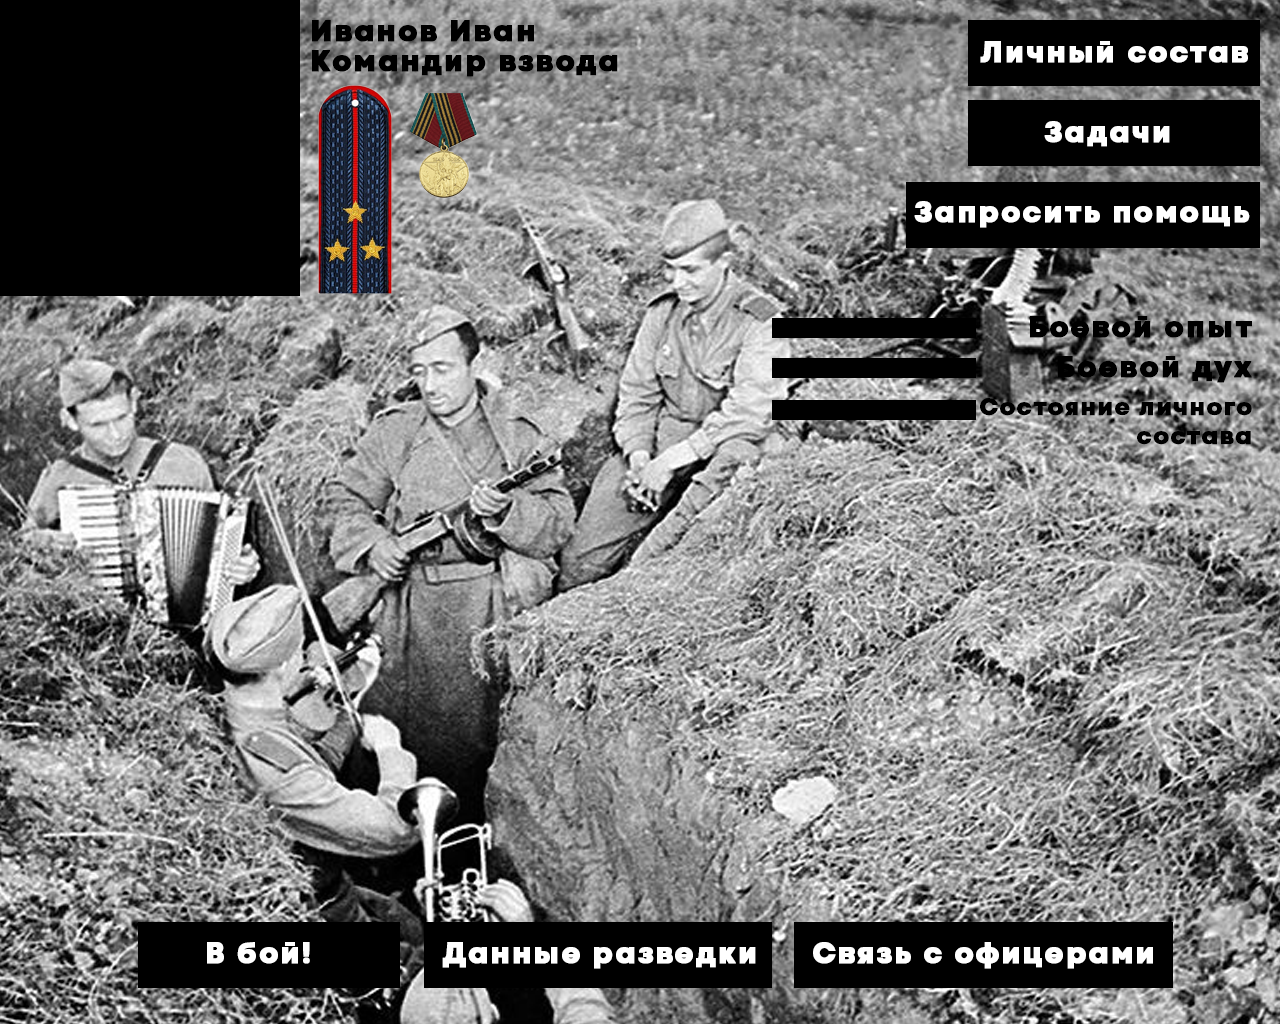 Иванов Иван
Командир взвода
Личный состав
Задачи
Запросить помощь
Боевой опыт
Боевой дух
Состояние личного
состава
В бой!
Данные разведки
Связь с офицерами